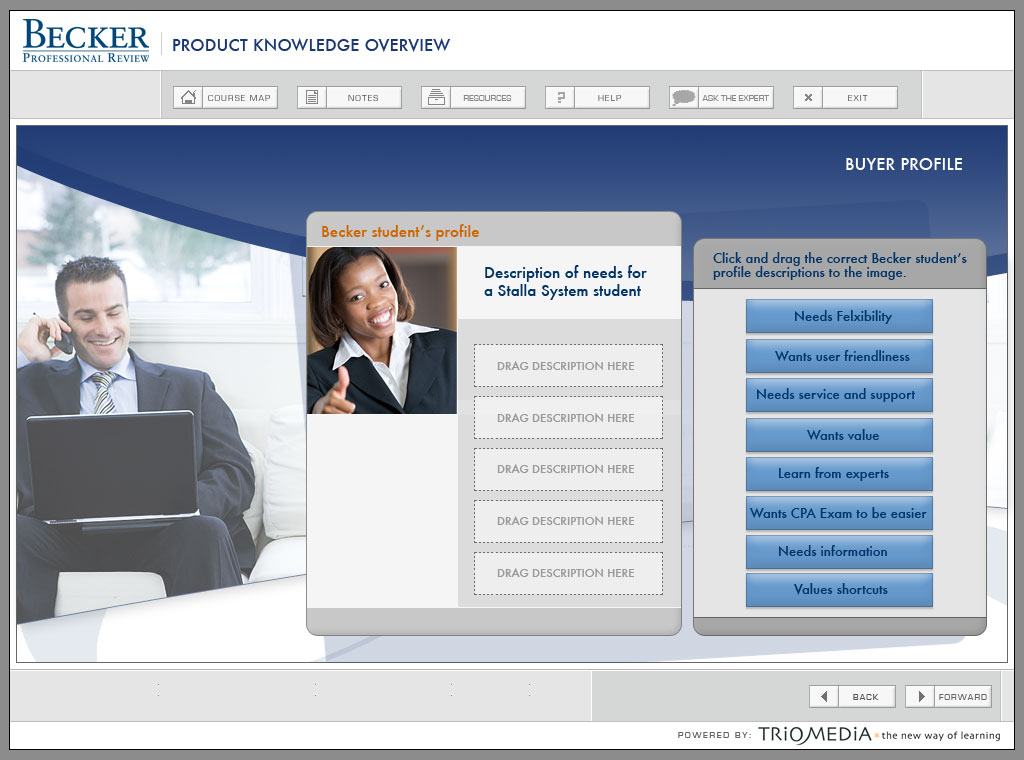 BECKER
PROFESSIONAL REVIEW
PRODUCT KNOWLEDGE OVERVIEW
COURSE MAP
NOTES
RESOURCES
HELP
ASK THE EXPERT
EXIT
BUYER PROFILE
Becker student's profile
Description of needs for
a Stalla System student
DRAG DESCRIPTION HERE
DRAG DESCRIPTION HERE
DRAG DESCRIPTION HERE
DRAG DESCRIPTION HERE
DRAG DESCRIPTION HERE
Click and drag the correct Becker student's
profile descriptions to the image.
Needs Felxibility
Wants user friendliness
Needs service and support
Wants value
Learn from experts
Wants CPA Exam to be easier
Needs information
Values shortcuts
BACK
FORWARD
POWERED BY: TRIOMEDIA the new way of learning